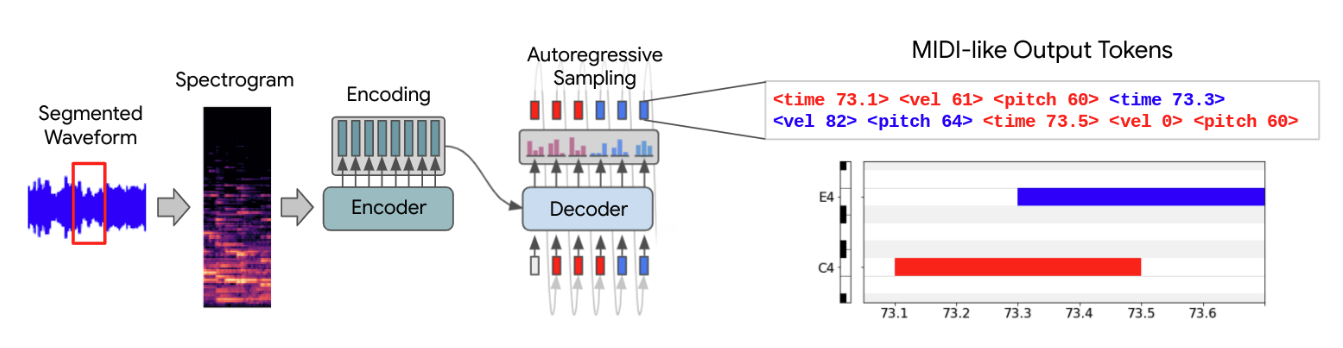 Segmented
Waveform
Spectrogram
Encoding
Encoder
Autoregressive
Sampling
Decoder
MIDI-like Output Tokens
<time 73.1> <vel 61> <pitch 60> <time 73.3>
<vel 82> <pitch 64> <time 73.5> <vel 0> <pitch 60>
E4
C4
73.1 73.2 73.3 73.4 73.5 73.6